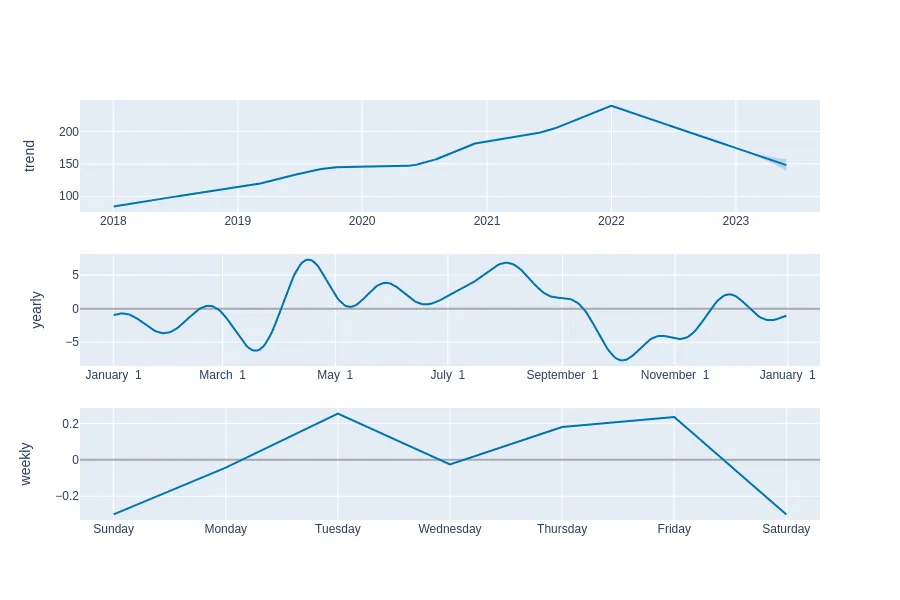 trend
200
150
100
2018 2019 2020 2021 2022 2023
yearly
5
0
−5
January 1 March 1 May 1 July 1 September 1 November 1 January 1
weekly
0.2
0
−0.2
Sunday Monday Tuesday Wednesday Thursday Friday Saturday